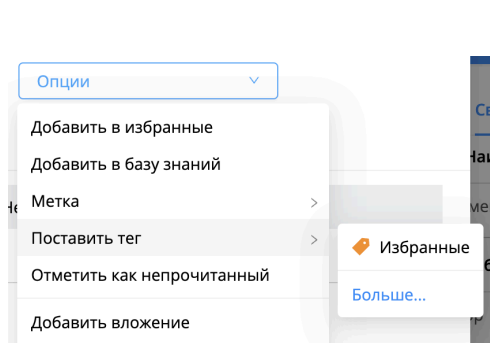 Опции
Добавить в избранные
Добавить в базу знаний
Метка
Поставить тег
Избранные
Отметить как непрочитанный
Больше...
Добавить вложение